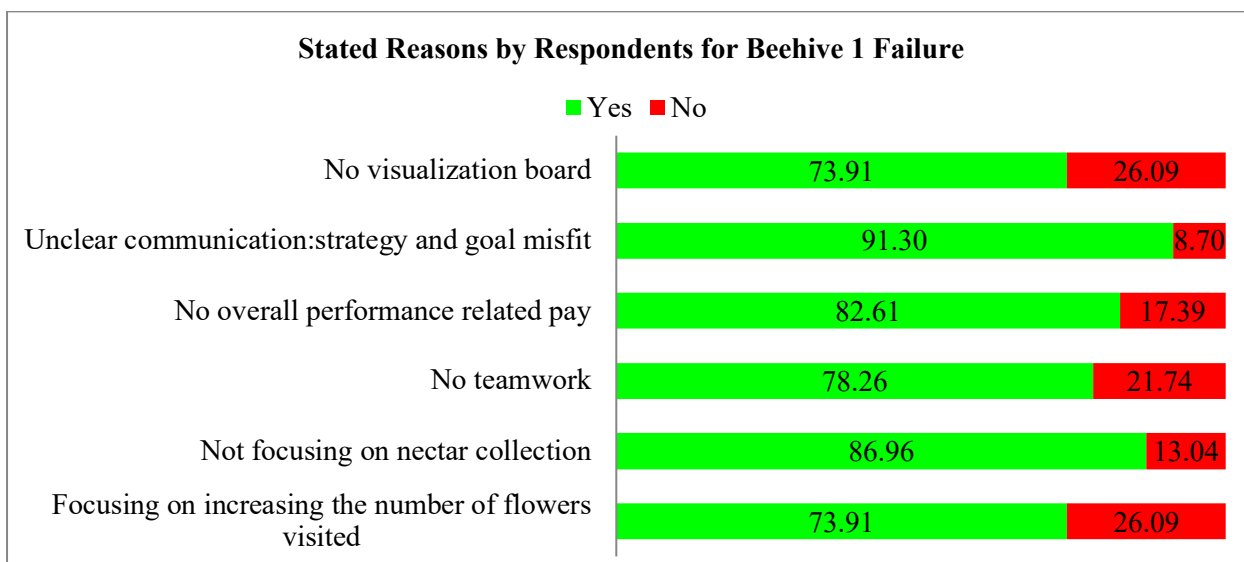 Stated Reasons by Respondents for Beehive 1 Failure
Yes No
No visualization board 73.91 26.09
Unclear communication:strategy and goal misfit 91.30 8.70
No overall performance related pay 82.61 17.39
No teamwork 78.26 21.74
Not focusing on nectar collection 86.96 13.04
Focusing on increasing the number of flowers
visited 73.91 26.09